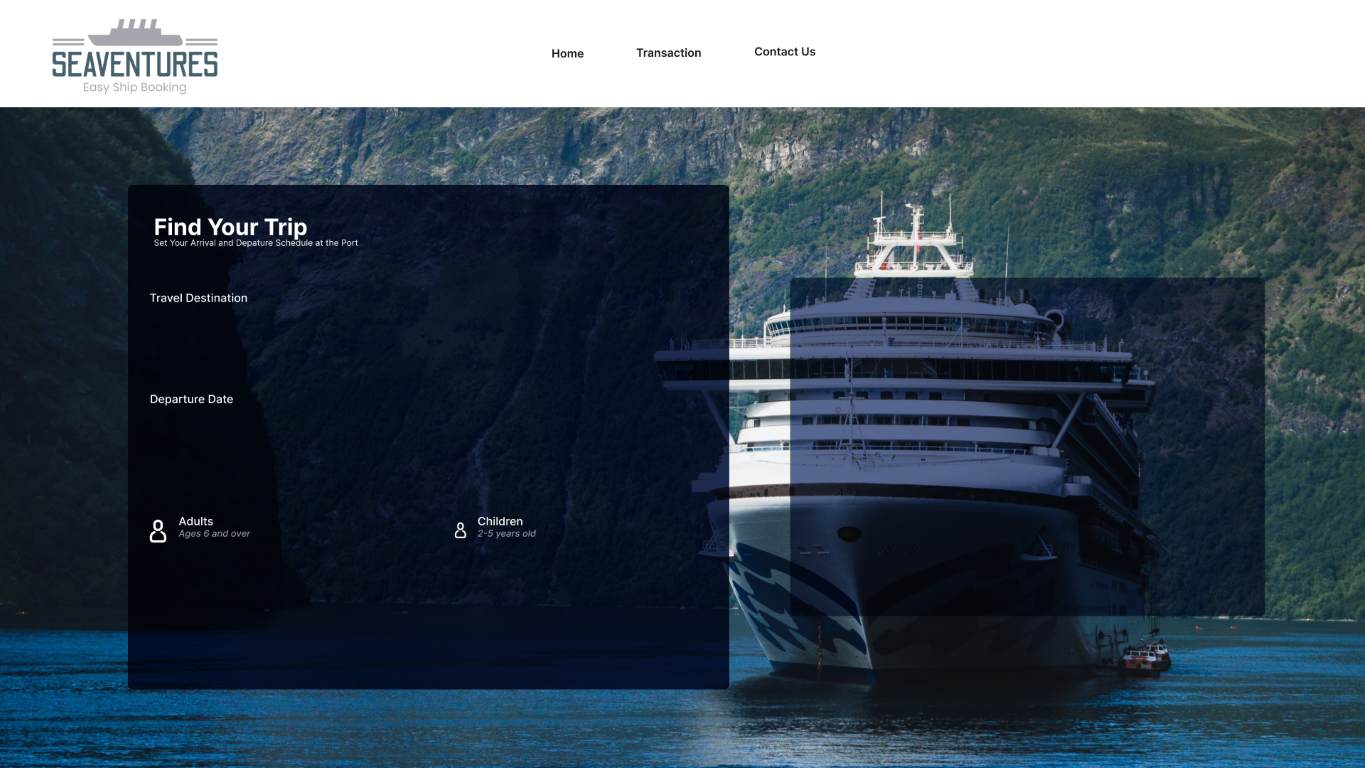 SEAVENTURES
Easy Ship Booking
Home
Transaction
Contact Us
Find Your Trip
Set Your Arrival and Depature Schedule at the Port
Travel Destination
Departure Date
Adults
Ages 6 and over
Children
2-5 years old